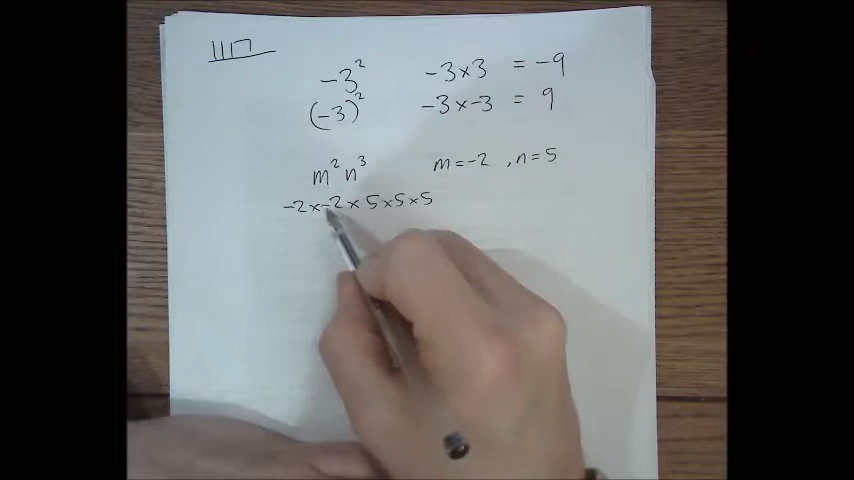 1117
-3² -3×3 = -9
(-3)² -3×-3 = 9
m²n³ m=-2 , n=5
-2×-2×5×5×5